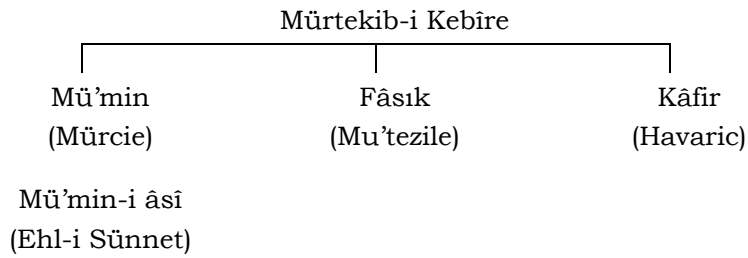 Mürtekib-i Kebîre
Mü’min Fâsık Kâfir
(Mürcie) (Mu’tezile) (Havaric)
Mü’min-i âsî
(Ehl-i Sünnet)